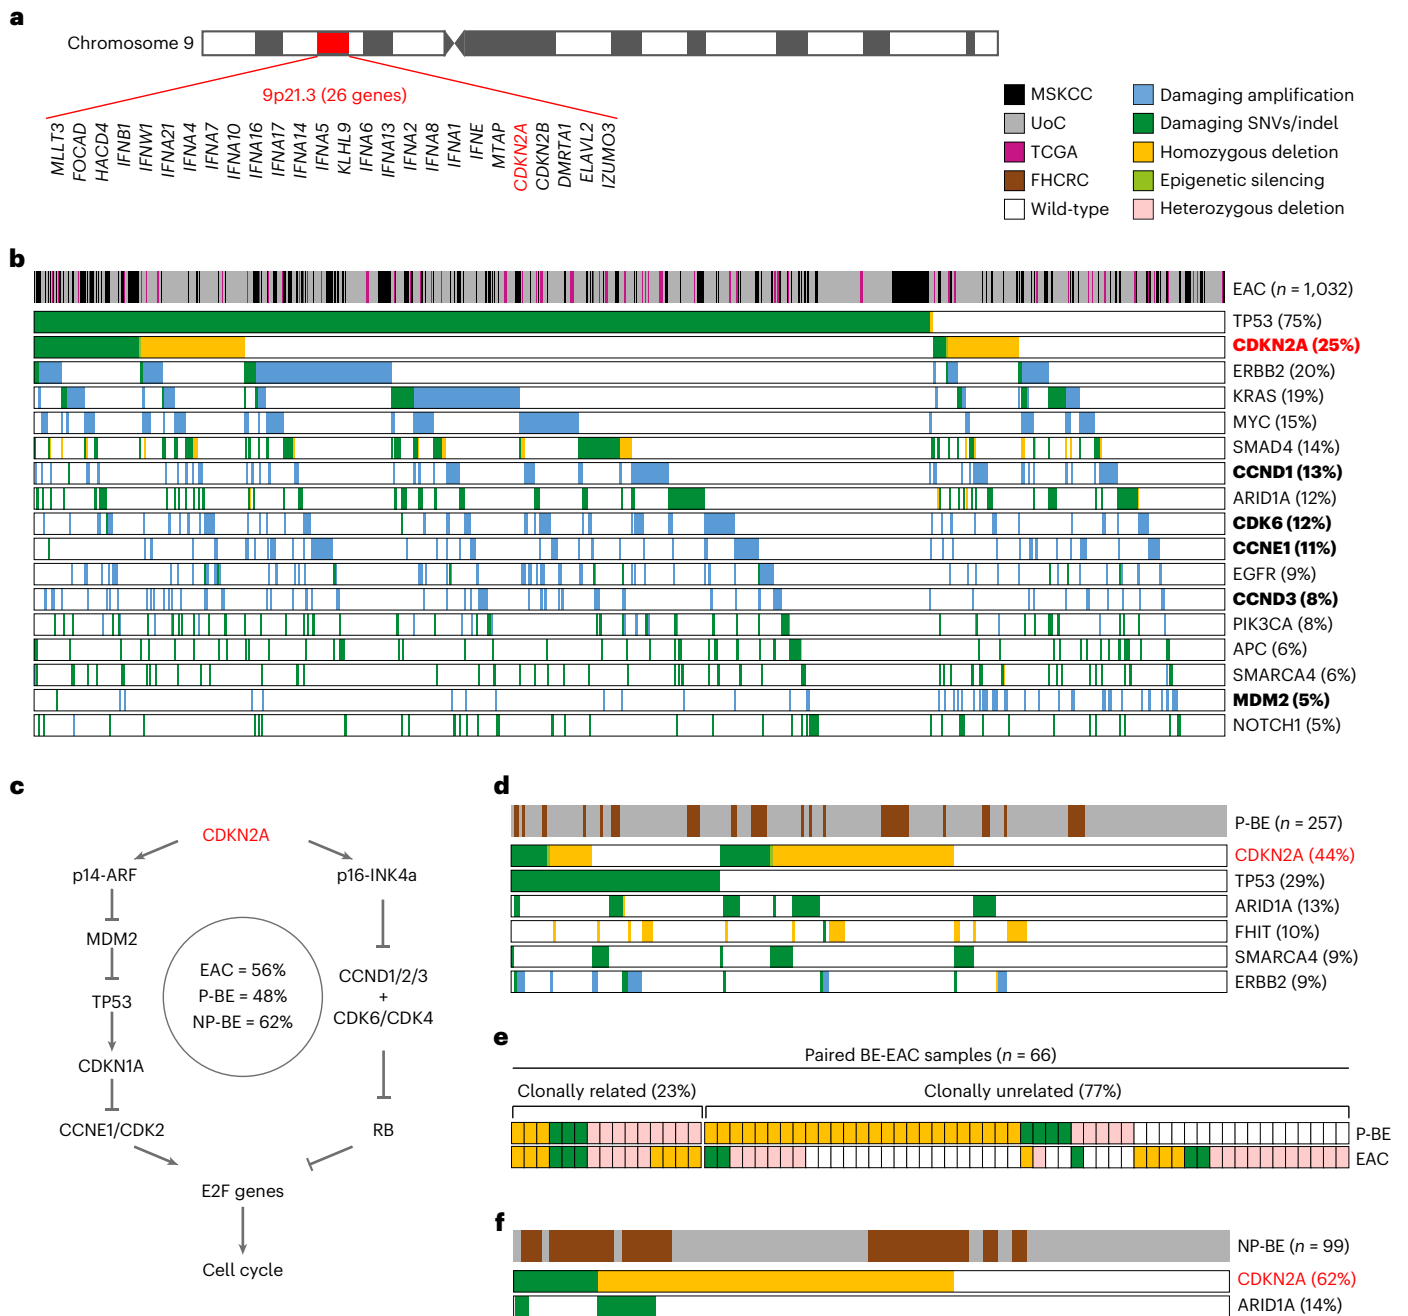 a
Chromosome 9
9p21.3 (26 genes)
MLLT3
FOCAD
HACD4
IFNB1
IFNW1
IFNA21
IFNA4
IFNA7
IFNA10
IFNA16
IFNA17
IFNA14
IFNA5
KLHL9
IFNA6
IFNA13
IFNA2
IFNA8
IFNA1
IFNE
MTAP
CDKN2A
CDKN2B
DMRTA1
ELAVL2
IZUMO3
MSKCC
UoC
TCGA
FHCRC
Wild-type
Damaging amplification
Damaging SNVs/indel
Homozygous deletion
Epigenetic silencing
Heterozygous deletion
b
EAC (n = 1,032)
TP53 (75%)
CDKN2A (25%)
ERBB2 (20%)
KRAS (19%)
MYC (15%)
SMAD4 (14%)
CCND1 (13%)
ARID1A (12%)
CDK6 (12%)
CCNE1 (11%)
EGFR (9%)
CCND3 (8%)
PIK3CA (8%)
APC (6%)
SMARCA4 (6%)
MDM2 (5%)
NOTCH1 (5%)
c
CDKN2A
p14-ARF
p16-INK4a
MDM2
TP53
CDKN1A
CCNE1/CDK2
EAC = 56%
P-BE = 48%
NP-BE = 62%
CCND1/2/3
+
CDK6/CDK4
RB
E2F genes
Cell cycle
d
P-BE (n = 257)
CDKN2A (44%)
TP53 (29%)
ARID1A (13%)
FHIT (10%)
SMARCA4 (9%)
ERBB2 (9%)
e
Paired BE-EAC samples (n = 66)
Clonally related (23%)
Clonally unrelated (77%)
P-BE
EAC
f
NP-BE (n = 99)
CDKN2A (62%)
ARID1A (14%)